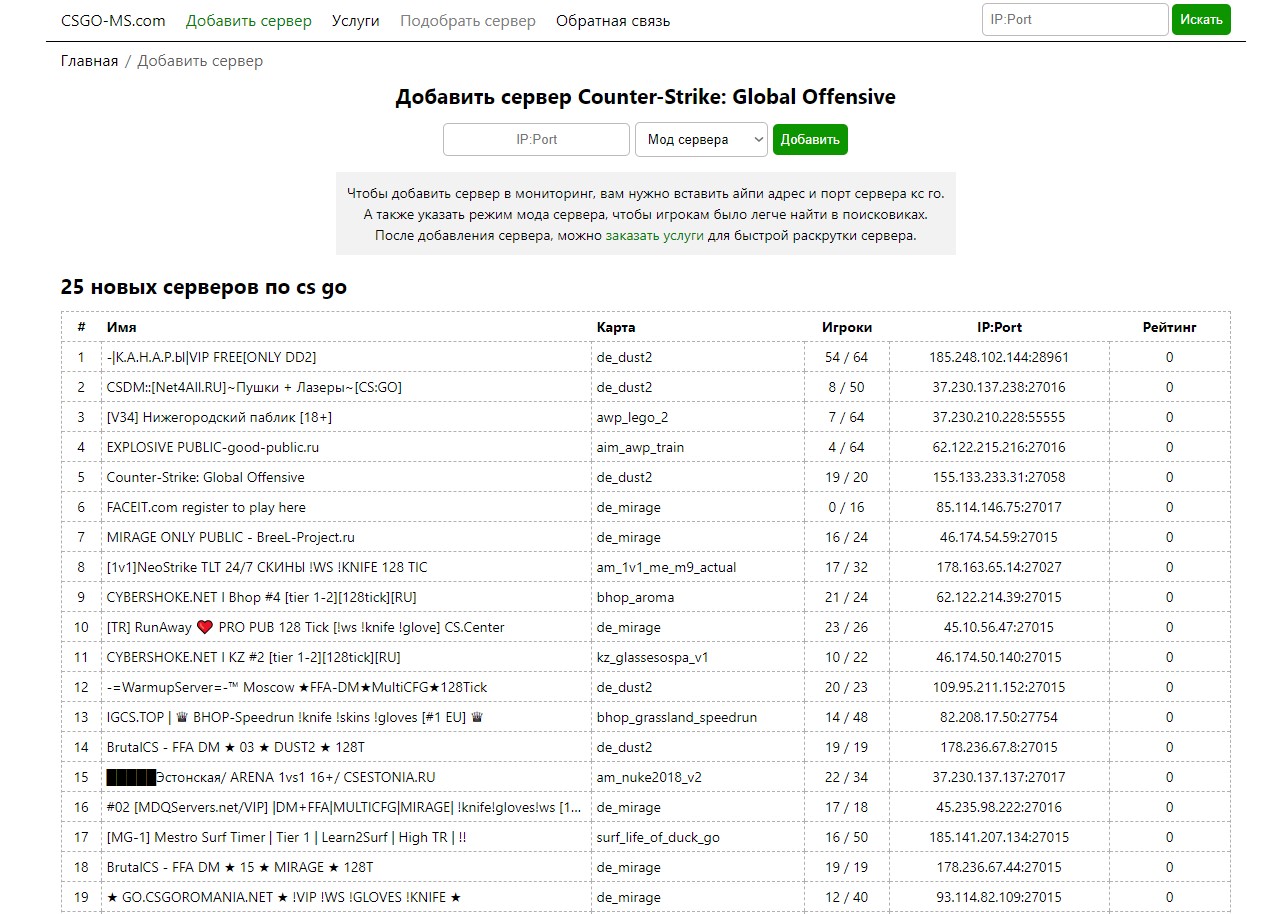 CSGO-MS.com Добавить сервер Услуги Подобрать сервер Обратная связь IP:Port Искать
Главная / Добавить сервер
Добавить сервер Counter-Strike: Global Offensive
IP:Port Мод сервера Добавить
Чтобы добавить сервер в мониторинг, вам нужно вставить айпи адрес и порт сервера кс го.
А также указать режим мода сервера, чтобы игрокам было легче найти в поисковиках.
После добавления сервера, можно заказать услуги для быстрой раскрутки сервера.
25 новых серверов по cs go
# Имя Карта Игроки IP:Port Рейтинг
1 -|K.A.H.A.P.Ы|VIP FREE[ONLY DD2] de_dust2 54 / 64 185.248.102.144:28961 0
2 CSDM::[Net4All.RU]~Пушки + Лазеры~[CS:GO] de_dust2 8 / 50 37.230.137.238:27016 0
3 [V34] Нижегородский паблик [18+] awp_lego_2 7 / 64 37.230.210.228:55555 0
4 EXPLOSIVE PUBLIC-good-public.ru aim_awp_train 4 / 64 62.122.215.216:27016 0
5 Counter-Strike: Global Offensive de_dust2 19 / 20 155.133.233.31:27058 0
6 FACEIT.com register to play here de_mirage 0 / 16 85.114.146.75:27017 0
7 MIRAGE ONLY PUBLIC - BreeL-Project.ru de_mirage 16 / 24 46.174.54.59:27015 0
8 [1v1]NeoStrike TLT 24/7 СКИНЫ !WS !KNIFE 128 TIC am_1v1_me_m9_actual 17 / 32 178.163.65.14:27027 0
9 CYBERSHOKE.NET I Bhop #4 [tier 1-2][128tick][RU] bhop_aroma 21 / 24 62.122.214.39:27015 0
10 [TR] RunAway ❤ PRO PUB 128 Tick [!ws !knife !glove] CS.Center de_mirage 23 / 26 45.10.56.47:27015 0
11 CYBERSHOKE.NET I KZ #2 [tier 1-2][128tick][RU] kz_glassesospa_v1 10 / 22 46.174.50.140:27015 0
12 -=WarmupServer=-™ Moscow ★FFA-DM★MultiCFG★128Tick de_dust2 20 / 23 109.95.211.152:27015 0
13 IGCS.TOP | ♛ BHOP-Speedrun !knife !skins !gloves [#1 EU] ♛ bhop_grassland_speedrun 14 / 48 82.208.17.50:27754 0
14 BrutalCS - FFA DM ★ 03 ★ DUST2 ★ 128T de_dust2 19 / 19 178.236.67.8:27015 0
15 █████Эстонская/ ARENA 1vs1 16+/ CSESTONIA.RU am_nuke2018_v2 22 / 34 37.230.137.137:27017 0
16 #02 [MDQServers.net/VIP] |DM+FFA|MULTICFG|MIRAGE| !knife!gloves!ws [1... de_mirage 17 / 18 45.235.98.222:27016 0
17 [MG-1] Mestro Surf Timer | Tier 1 | Learn2Surf | High TR | !! surf_life_of_duck_go 16 / 50 185.141.207.134:27015 0
18 BrutalCS - FFA DM ★ 15 ★ MIRAGE ★ 128T de_mirage 19 / 19 178.236.67.44:27015 0
19 ★ GO.CSGOROMANIA.NET ★ !VIP !WS !GLOVES !KNIFE ★ de_mirage 12 / 40 93.114.82.109:27015 0